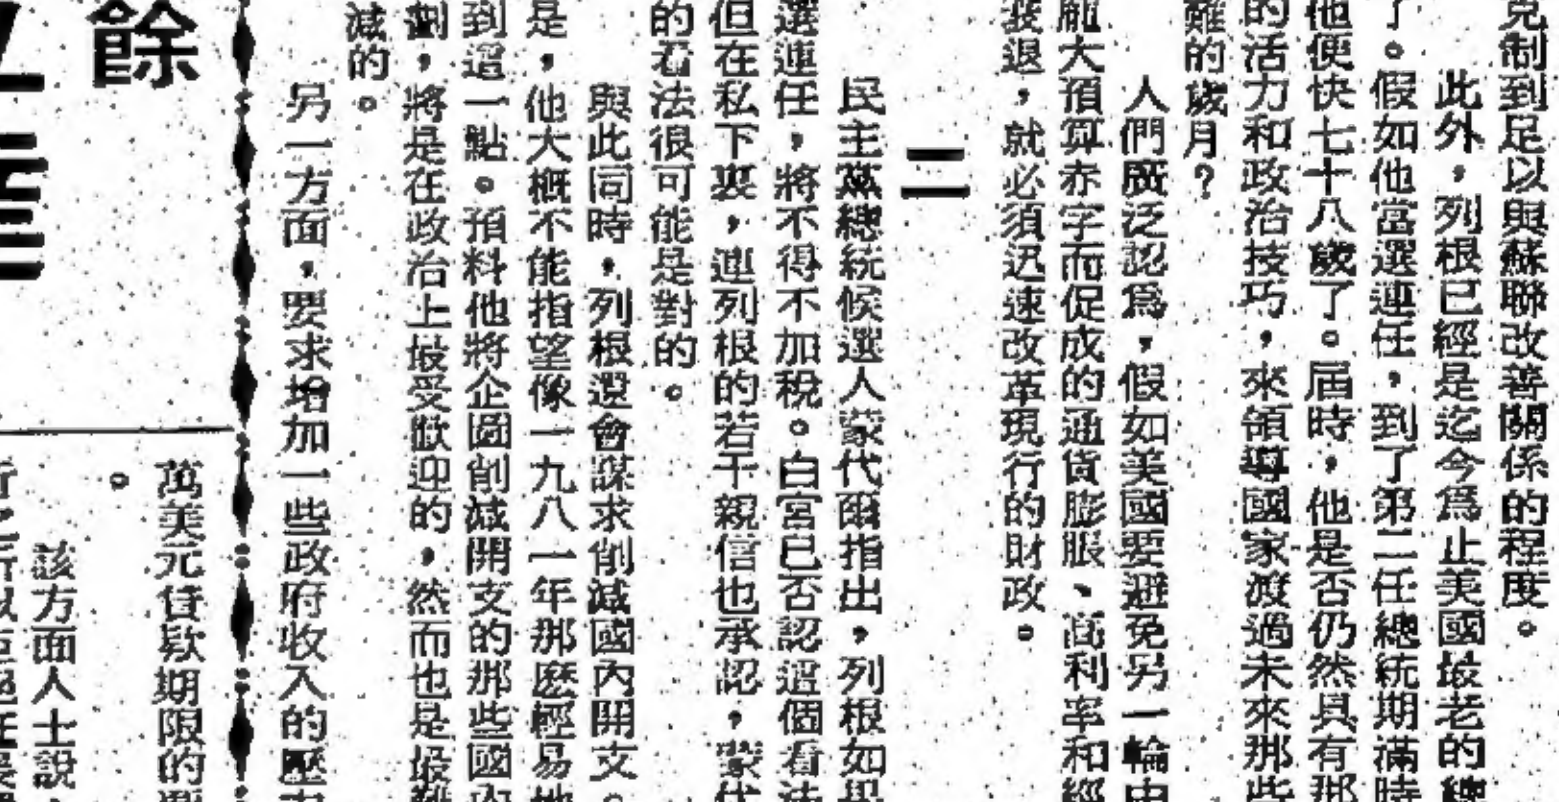 克制到足以與蘇聯改善關係的程度。
此外，列根已經是迄今爲止美國最老的總
了。假如他當選連任，到了第二任總統期滿時
他便快七十八歲了。屆時，他是否仍然具有那
的活力和政治技巧，來領導國家渡過未來那些
難的歲月？
人們廣泛認爲，假如美國要避免另一輪由
龐大預算赤字而促成的通貨膨脹、高利率和經
衰退，就必須迅速改革現行的財政。
二
民主黨總統候選人蒙代爾指出，列根如果
選連任，將不得不加稅。白宮已否認這個看法
但在私下裏，連列根的若干親信也承認，蒙代
的看法很可能是對的。
與此同時，列根還會謀求削減國內開支。
是，他大概不能指望像一九八一年那麽輕易地
到這一點。預料他將企圖削減開支的那些國內
劃，將是在政治上最受歡迎的，然而也是最難
減的。
另一方面，要求增加一些政府收入的壓力
餘
萬美元貸款期限的
。
該方面人士說，